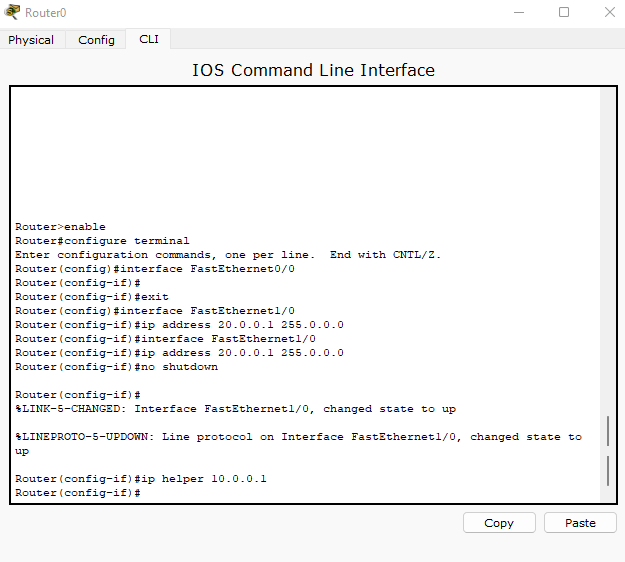 Router0
Physical Config CLI
IOS Command Line Interface
Router>enable
Router#configure terminal
Enter configuration commands, one per line.  End with CNTL/Z.
Router(config)#interface FastEthernet0/0
Router(config-if)#
Router(config-if)#exit
Router(config)#interface FastEthernet1/0
Router(config-if)#ip address 20.0.0.1 255.0.0.0
Router(config-if)#interface FastEthernet1/0
Router(config-if)#ip address 20.0.0.1 255.0.0.0
Router(config-if)#no shutdown
Router(config-if)#
%LINK-5-CHANGED: Interface FastEthernet1/0, changed state to up
%LINEPROTO-5-UPDOWN: Line protocol on Interface FastEthernet1/0, changed state to
up
Router(config-if)#ip helper 10.0.0.1
Router(config-if)#
Copy Paste